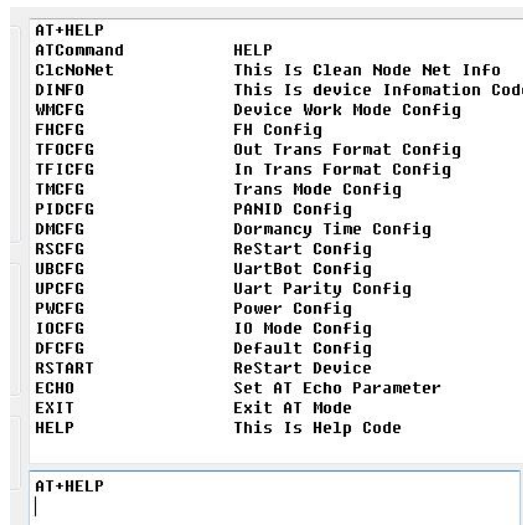 AT+HELP
ATCommand HELP
ClcNoNet This Is Clean Node Net Info
DINFO This Is device Infomation Code
WMCFG Device Work Mode Config
FHCFG FH Config
TFOCFG Out Trans Format Config
TFICFG In Trans Format Config
TMCFG Trans Mode Config
PIDCFG PANID Config
DMCFG Dormancy Time Config
RSCFG ReStart Config
UBCFG UartBot Config
UPCFG Uart Parity Config
PWCFG Power Config
IOCFG IO Mode Config
DFCFG Default Config
RSTART ReStart Device
ECHO Set AT Echo Parameter
EXIT Exit AT Mode
HELP This Is Help Code
AT+HELP